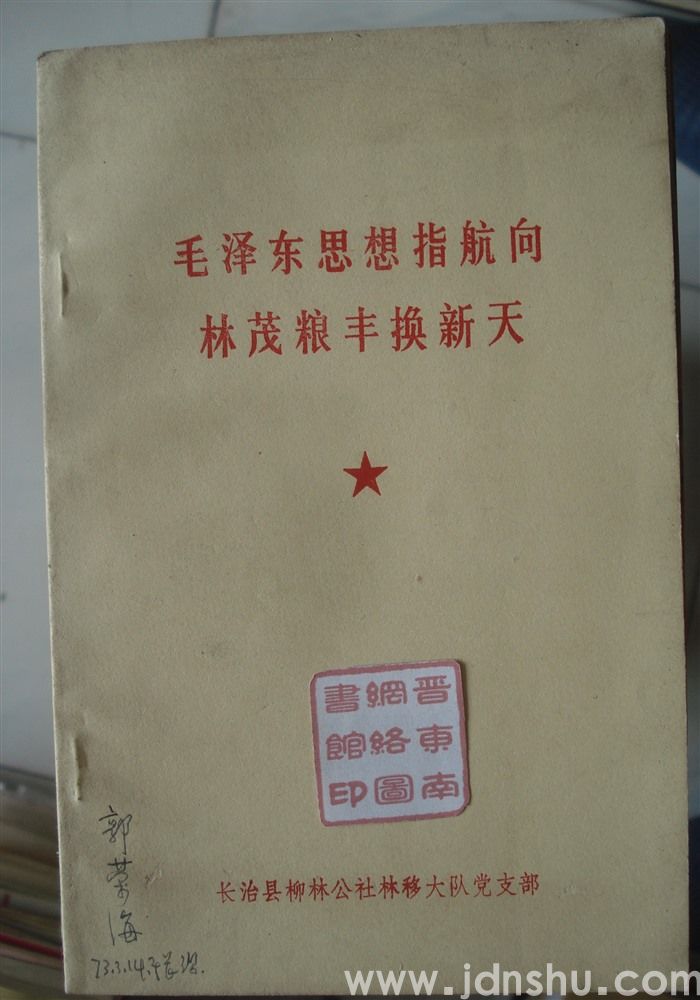 毛泽东思想指航向
林茂粮丰换新天
晋東南
網絡圖
書館印
长治县柳林公社林移大队党支部
郭荣海
www.jdnshu.com